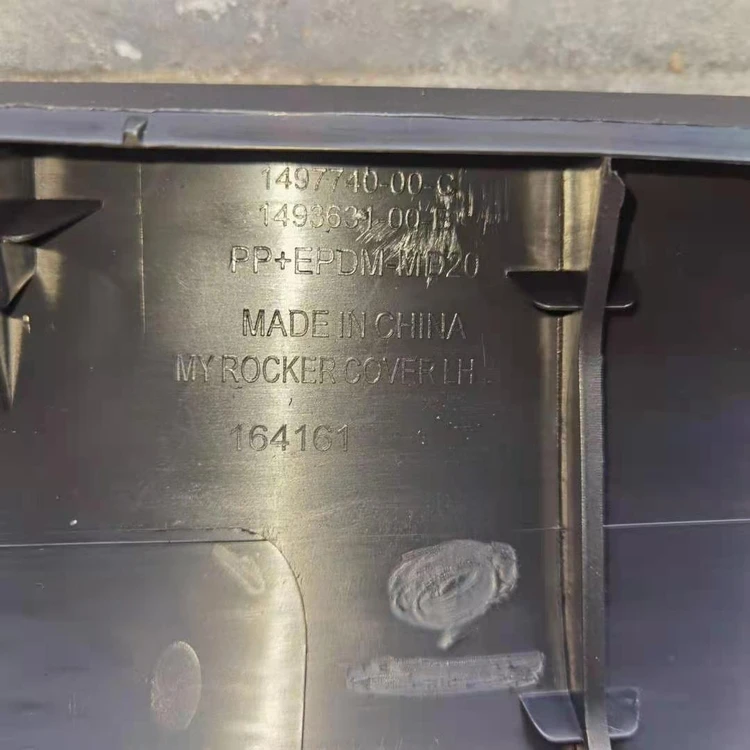 1497740-00-C
1493631-00
PP+EPDM-MD20
MADE IN CHINA
MY ROCKER COVER LH
164161